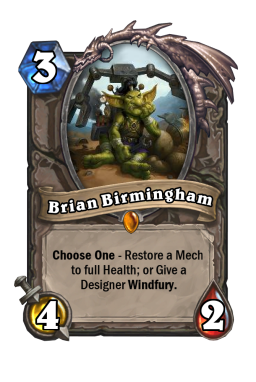 3
Brian Birmingham
Choose One - Restore a Mech
to full Health; or Give a
Designer Windfury.
4
2